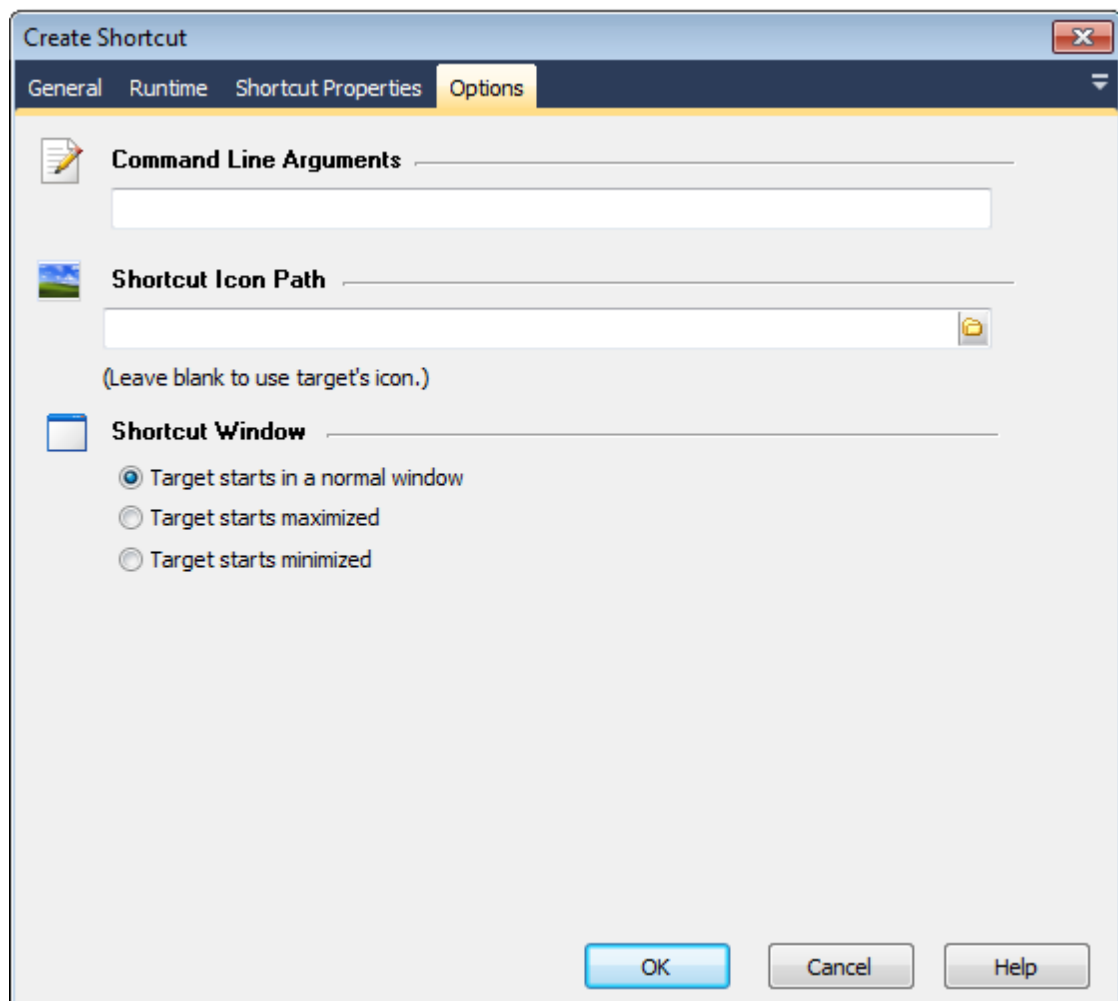 Create Shortcut
General Runtime Shortcut Properties Options
Command Line Arguments
Shortcut Icon Path
(Leave blank to use target's icon.)
Shortcut Window
Target starts in a normal window
Target starts maximized
Target starts minimized
OK Cancel Help